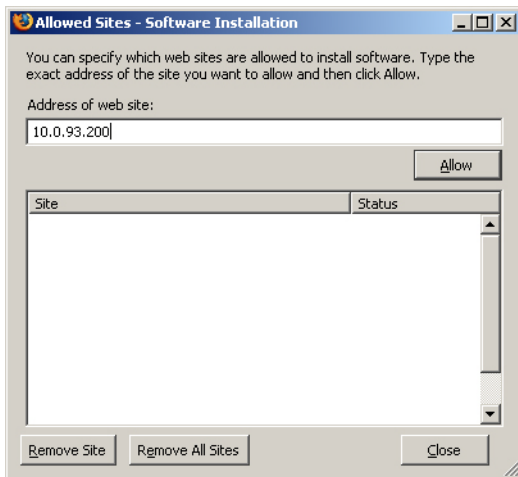 Allowed Sites - Software Installation
You can specify which web sites are allowed to install software. Type the
exact address of the site you want to allow and then click Allow.
Address of web site:
10.0.93.200
Allow
Site Status
Remove Site Remove All Sites Close